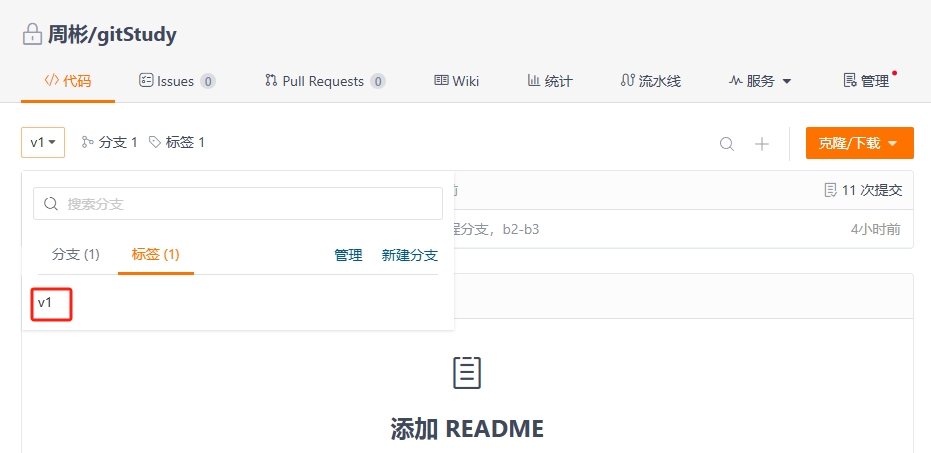 周彬/gitStudy
代码 Issues 0 Pull Requests 0 Wiki 统计 流水线 服务 管理
v1 分支 1 标签 1 克隆/下载
搜索分支 前 11 次提交
程分支，b2-b3 4小时前
分支 (1) 标签 (1) 管理 新建分支
v1
添加 README